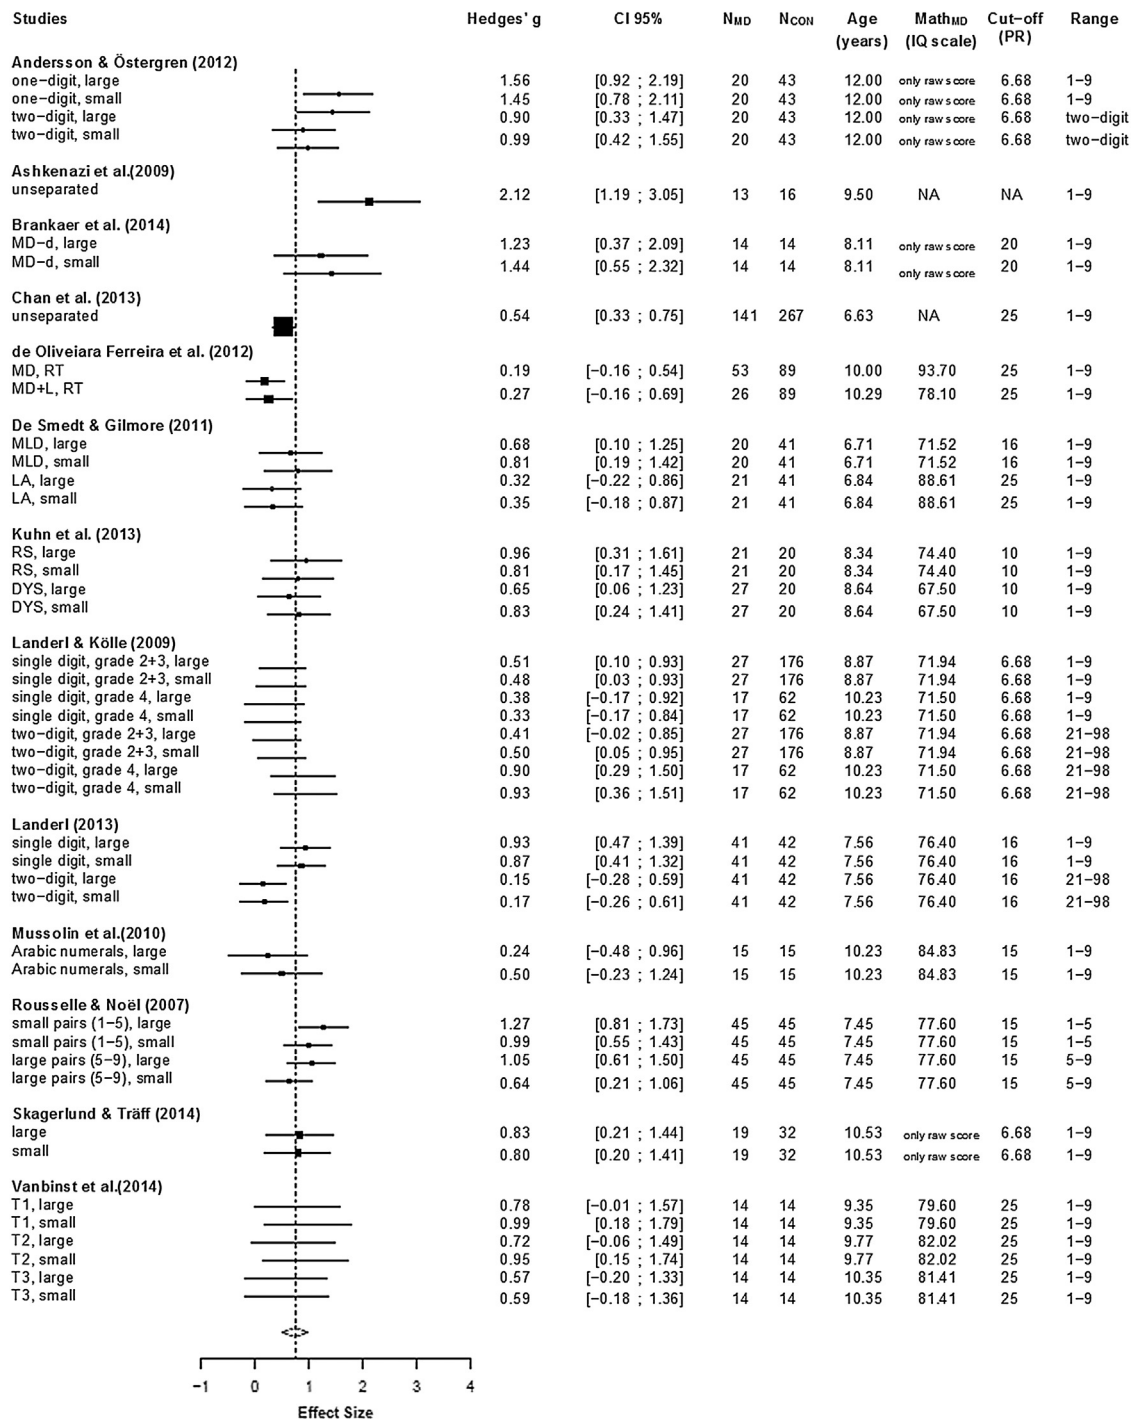 Studies Hedges' g CI 95% NMD NCON Age (years) MathMD (IQ scale) Cut−off (PR) Range
Andersson & Östergren (2012)
one−digit, large 1.56 [0.92 ; 2.19] 20 43 12.00 only raw score 6.68 1−9
one−digit, small 1.45 [0.78 ; 2.11] 20 43 12.00 only raw score 6.68 1−9
two−digit, large 0.90 [0.33 ; 1.47] 20 43 12.00 only raw score 6.68 two−digit
two−digit, small 0.99 [0.42 ; 1.55] 20 43 12.00 only raw score 6.68 two−digit
Ashkenazi et al.(2009)
unseparated 2.12 [1.19 ; 3.05] 13 16 9.50 NA NA 1−9
Brankaer et al. (2014)
MD−d, large 1.23 [0.37 ; 2.09] 14 14 8.11 only raw score 20 1−9
MD−d, small 1.44 [0.55 ; 2.32] 14 14 8.11 only raw score 20 1−9
Chan et al. (2013)
unseparated 0.54 [0.33 ; 0.75] 141 267 6.63 NA 25 1−9
de Oliveiara Ferreira et al. (2012)
MD, RT 0.19 [−0.16 ; 0.54] 53 89 10.00 93.70 25 1−9
MD+L, RT 0.27 [−0.16 ; 0.69] 26 89 10.29 78.10 25 1−9
De Smedt & Gilmore (2011)
MLD, large 0.68 [0.10 ; 1.25] 20 41 6.71 71.52 16 1−9
MLD, small 0.81 [0.19 ; 1.42] 20 41 6.71 71.52 16 1−9
LA, large 0.32 [−0.22 ; 0.86] 21 41 6.84 88.61 25 1−9
LA, small 0.35 [−0.18 ; 0.87] 21 41 6.84 88.61 25 1−9
Kuhn et al. (2013)
RS, large 0.96 [0.31 ; 1.61] 21 20 8.34 74.40 10 1−9
RS, small 0.81 [0.17 ; 1.45] 21 20 8.34 74.40 10 1−9
DYS, large 0.65 [0.06 ; 1.23] 27 20 8.64 67.50 10 1−9
DYS, small 0.83 [0.24 ; 1.41] 27 20 8.64 67.50 10 1−9
Landerl & Kölle (2009)
single digit, grade 2+3, large 0.51 [0.10 ; 0.93] 27 176 8.87 71.94 6.68 1−9
single digit, grade 2+3, small 0.48 [0.03 ; 0.93] 27 176 8.87 71.94 6.68 1−9
single digit, grade 4, large 0.38 [−0.17 ; 0.92] 17 62 10.23 71.50 6.68 1−9
single digit, grade 4, small 0.33 [−0.17 ; 0.84] 17 62 10.23 71.50 6.68 1−9
two−digit, grade 2+3, large 0.41 [−0.02 ; 0.85] 27 176 8.87 71.94 6.68 21−98
two−digit, grade 2+3, small 0.50 [0.05 ; 0.95] 27 176 8.87 71.94 6.68 21−98
two−digit, grade 4, large 0.90 [0.29 ; 1.50] 17 62 10.23 71.50 6.68 21−98
two−digit, grade 4, small 0.93 [0.36 ; 1.51] 17 62 10.23 71.50 6.68 21−98
Landerl (2013)
single digit, large 0.93 [0.47 ; 1.39] 41 42 7.56 76.40 16 1−9
single digit, small 0.87 [0.41 ; 1.32] 41 42 7.56 76.40 16 1−9
two−digit, large 0.15 [−0.28 ; 0.59] 41 42 7.56 76.40 16 21−98
two−digit, small 0.17 [−0.26 ; 0.61] 41 42 7.56 76.40 16 21−98
Mussolin et al.(2010)
Arabic numerals, large 0.24 [−0.48 ; 0.96] 15 15 10.23 84.83 15 1−9
Arabic numerals, small 0.50 [−0.23 ; 1.24] 15 15 10.23 84.83 15 1−9
Rousselle & Noël (2007)
small pairs (1−5), large 1.27 [0.81 ; 1.73] 45 45 7.45 77.60 15 1−5
small pairs (1−5), small 0.99 [0.55 ; 1.43] 45 45 7.45 77.60 15 1−5
large pairs (5−9), large 1.05 [0.61 ; 1.50] 45 45 7.45 77.60 15 5−9
large pairs (5−9), small 0.64 [0.21 ; 1.06] 45 45 7.45 77.60 15 5−9
Skagerlund & Träff (2014)
large 0.83 [0.21 ; 1.44] 19 32 10.53 only raw score 6.68 1−9
small 0.80 [0.20 ; 1.41] 19 32 10.53 only raw score 6.68 1−9
Vanbinst et al.(2014)
T1, large 0.78 [−0.01 ; 1.57] 14 14 9.35 79.60 25 1−9
T1, small 0.99 [0.18 ; 1.79] 14 14 9.35 79.60 25 1−9
T2, large 0.72 [−0.06 ; 1.49] 14 14 9.77 82.02 25 1−9
T2, small 0.95 [0.15 ; 1.74] 14 14 9.77 82.02 25 1−9
T3, large 0.57 [−0.20 ; 1.33] 14 14 10.35 81.41 25 1−9
T3, small 0.59 [−0.18 ; 1.36] 14 14 10.35 81.41 25 1−9
−1 0 1 2 3 4
Effect Size